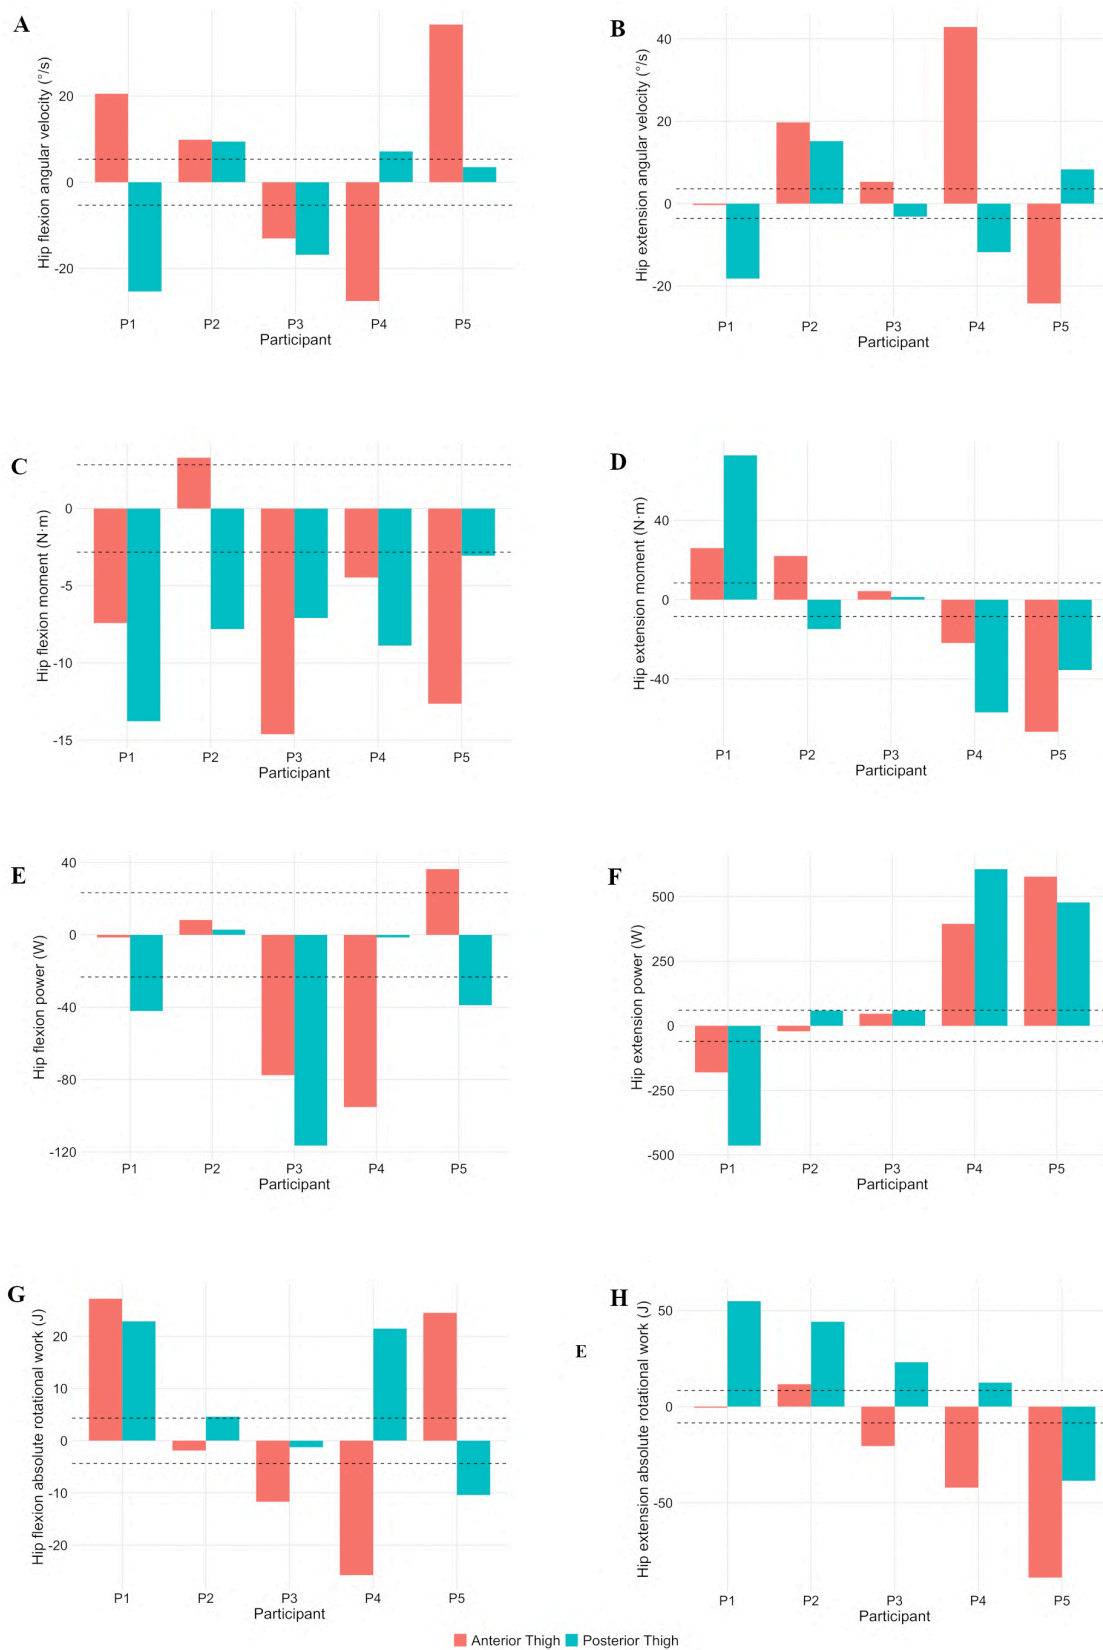 A
Hip flexion angular velocity (°/s)
20
0
-20
P1 P2 P3 P4 P5
Participant
B
Hip extension angular velocity (°/s)
40
20
0
-20
P1 P2 P3 P4 P5
Participant
C
Hip flexion moment (N·m)
0
-5
-10
-15
P1 P2 P3 P4 P5
Participant
D
Hip extension moment (N·m)
40
0
-40
P1 P2 P3 P4 P5
Participant
E
Hip flexion power (W)
40
0
-40
-80
-120
P1 P2 P3 P4 P5
Participant
F
Hip extension power (W)
500
250
0
-250
-500
P1 P2 P3 P4 P5
Participant
G
Hip flexion absolute rotational work (J)
20
10
0
-10
-20
P1 P2 P3 P4 P5
Participant
H
E
Hip extension absolute rotational work (J)
50
0
-50
P1 P2 P3 P4 P5
Participant
Anterior Thigh Posterior Thigh